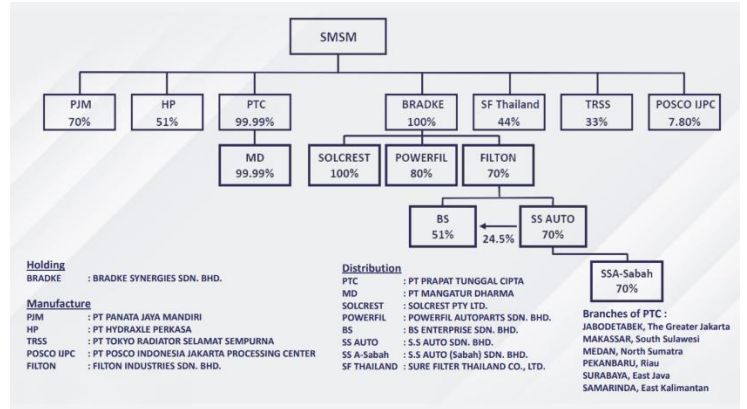 SMSM
PJM
70%
HP
51%
PTC
99.99%
BRADKE
100%
SF Thailand
44%
TRSS
33%
POSCO IJPC
7.80%
MD
99.99%
SOLCREST
100%
POWERFIL
80%
FILTON
70%
BS
51%
24.5%
SS AUTO
70%
SSA-Sabah
70%
Holding
BRADKE : BRADKE SYNERGIES SDN. BHD.
Manufacture
PJM : PT PANATA JAYA MANDIRI
HP : PT HYDRAXLE PERKASA
TRSS : PT TOKYO RADIATOR SELAMAT SEMPURNA
POSCO IJPC : PT POSCO INDONESIA JAKARTA PROCESSING CENTER
FILTON : FILTON INDUSTRIES SDN. BHD.
Distribution
PTC : PT PRAPAT TUNGGAL CIPTA
MD : PT MANGATUR DHARMA
SOLCREST : SOLCREST PTY LTD.
POWERFIL : POWERFIL AUTOPARTS SDN. BHD.
BS : BS ENTERPRISE SDN. BHD.
SS AUTO : S.S AUTO SDN. BHD.
SS A-Sabah : S.S AUTO (Sabah) SDN. BHD.
SF THAILAND : SURE FILTER THAILAND CO., LTD.
Branches of PTC :
JABODETABEK, The Greater Jakarta
MAKASSAR, South Sulawesi
MEDAN, North Sumatra
PEKANBARU, Riau
SURABAYA, East Java
SAMARINDA, East Kalimantan